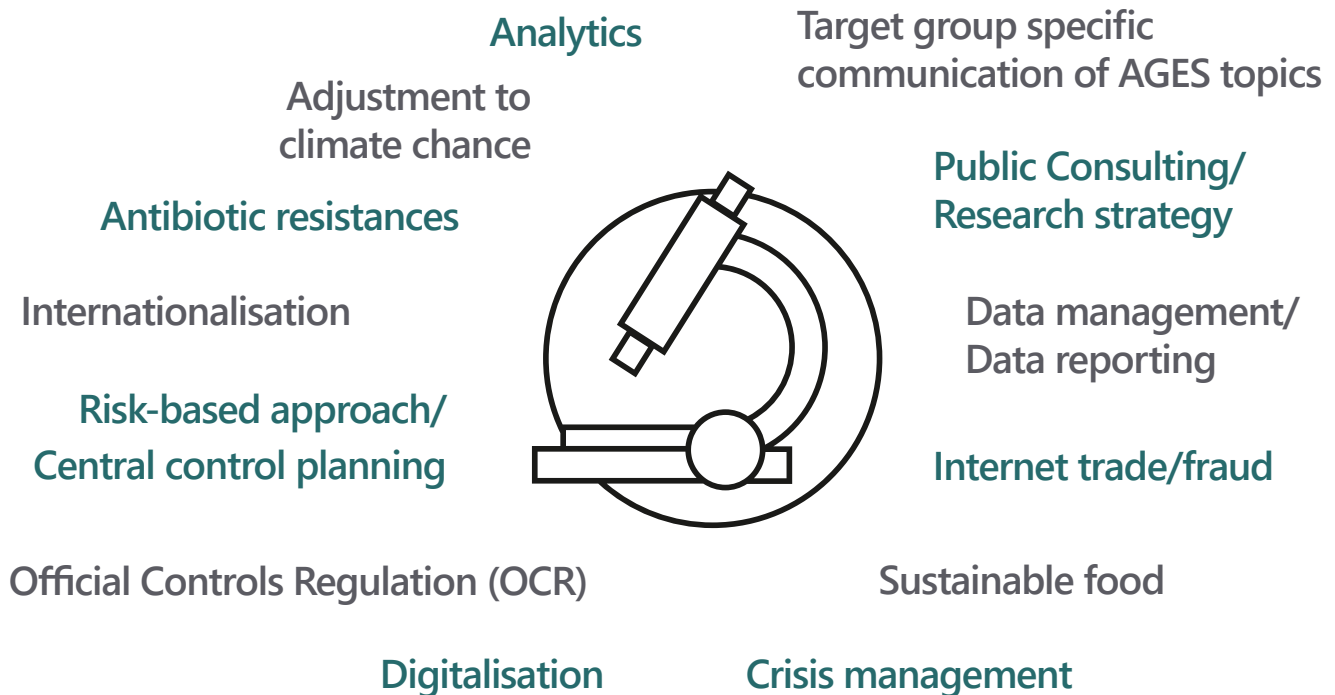 Analytics
Target group specific
communication of AGES topics
Adjustment to
climate chance
Public Consulting/
Research strategy
Antibiotic resistances
Internationalisation
Data management/
Data reporting
Risk-based approach/
Central control planning
Internet trade/fraud
Official Controls Regulation (OCR)
Sustainable food
Digitalisation
Crisis management